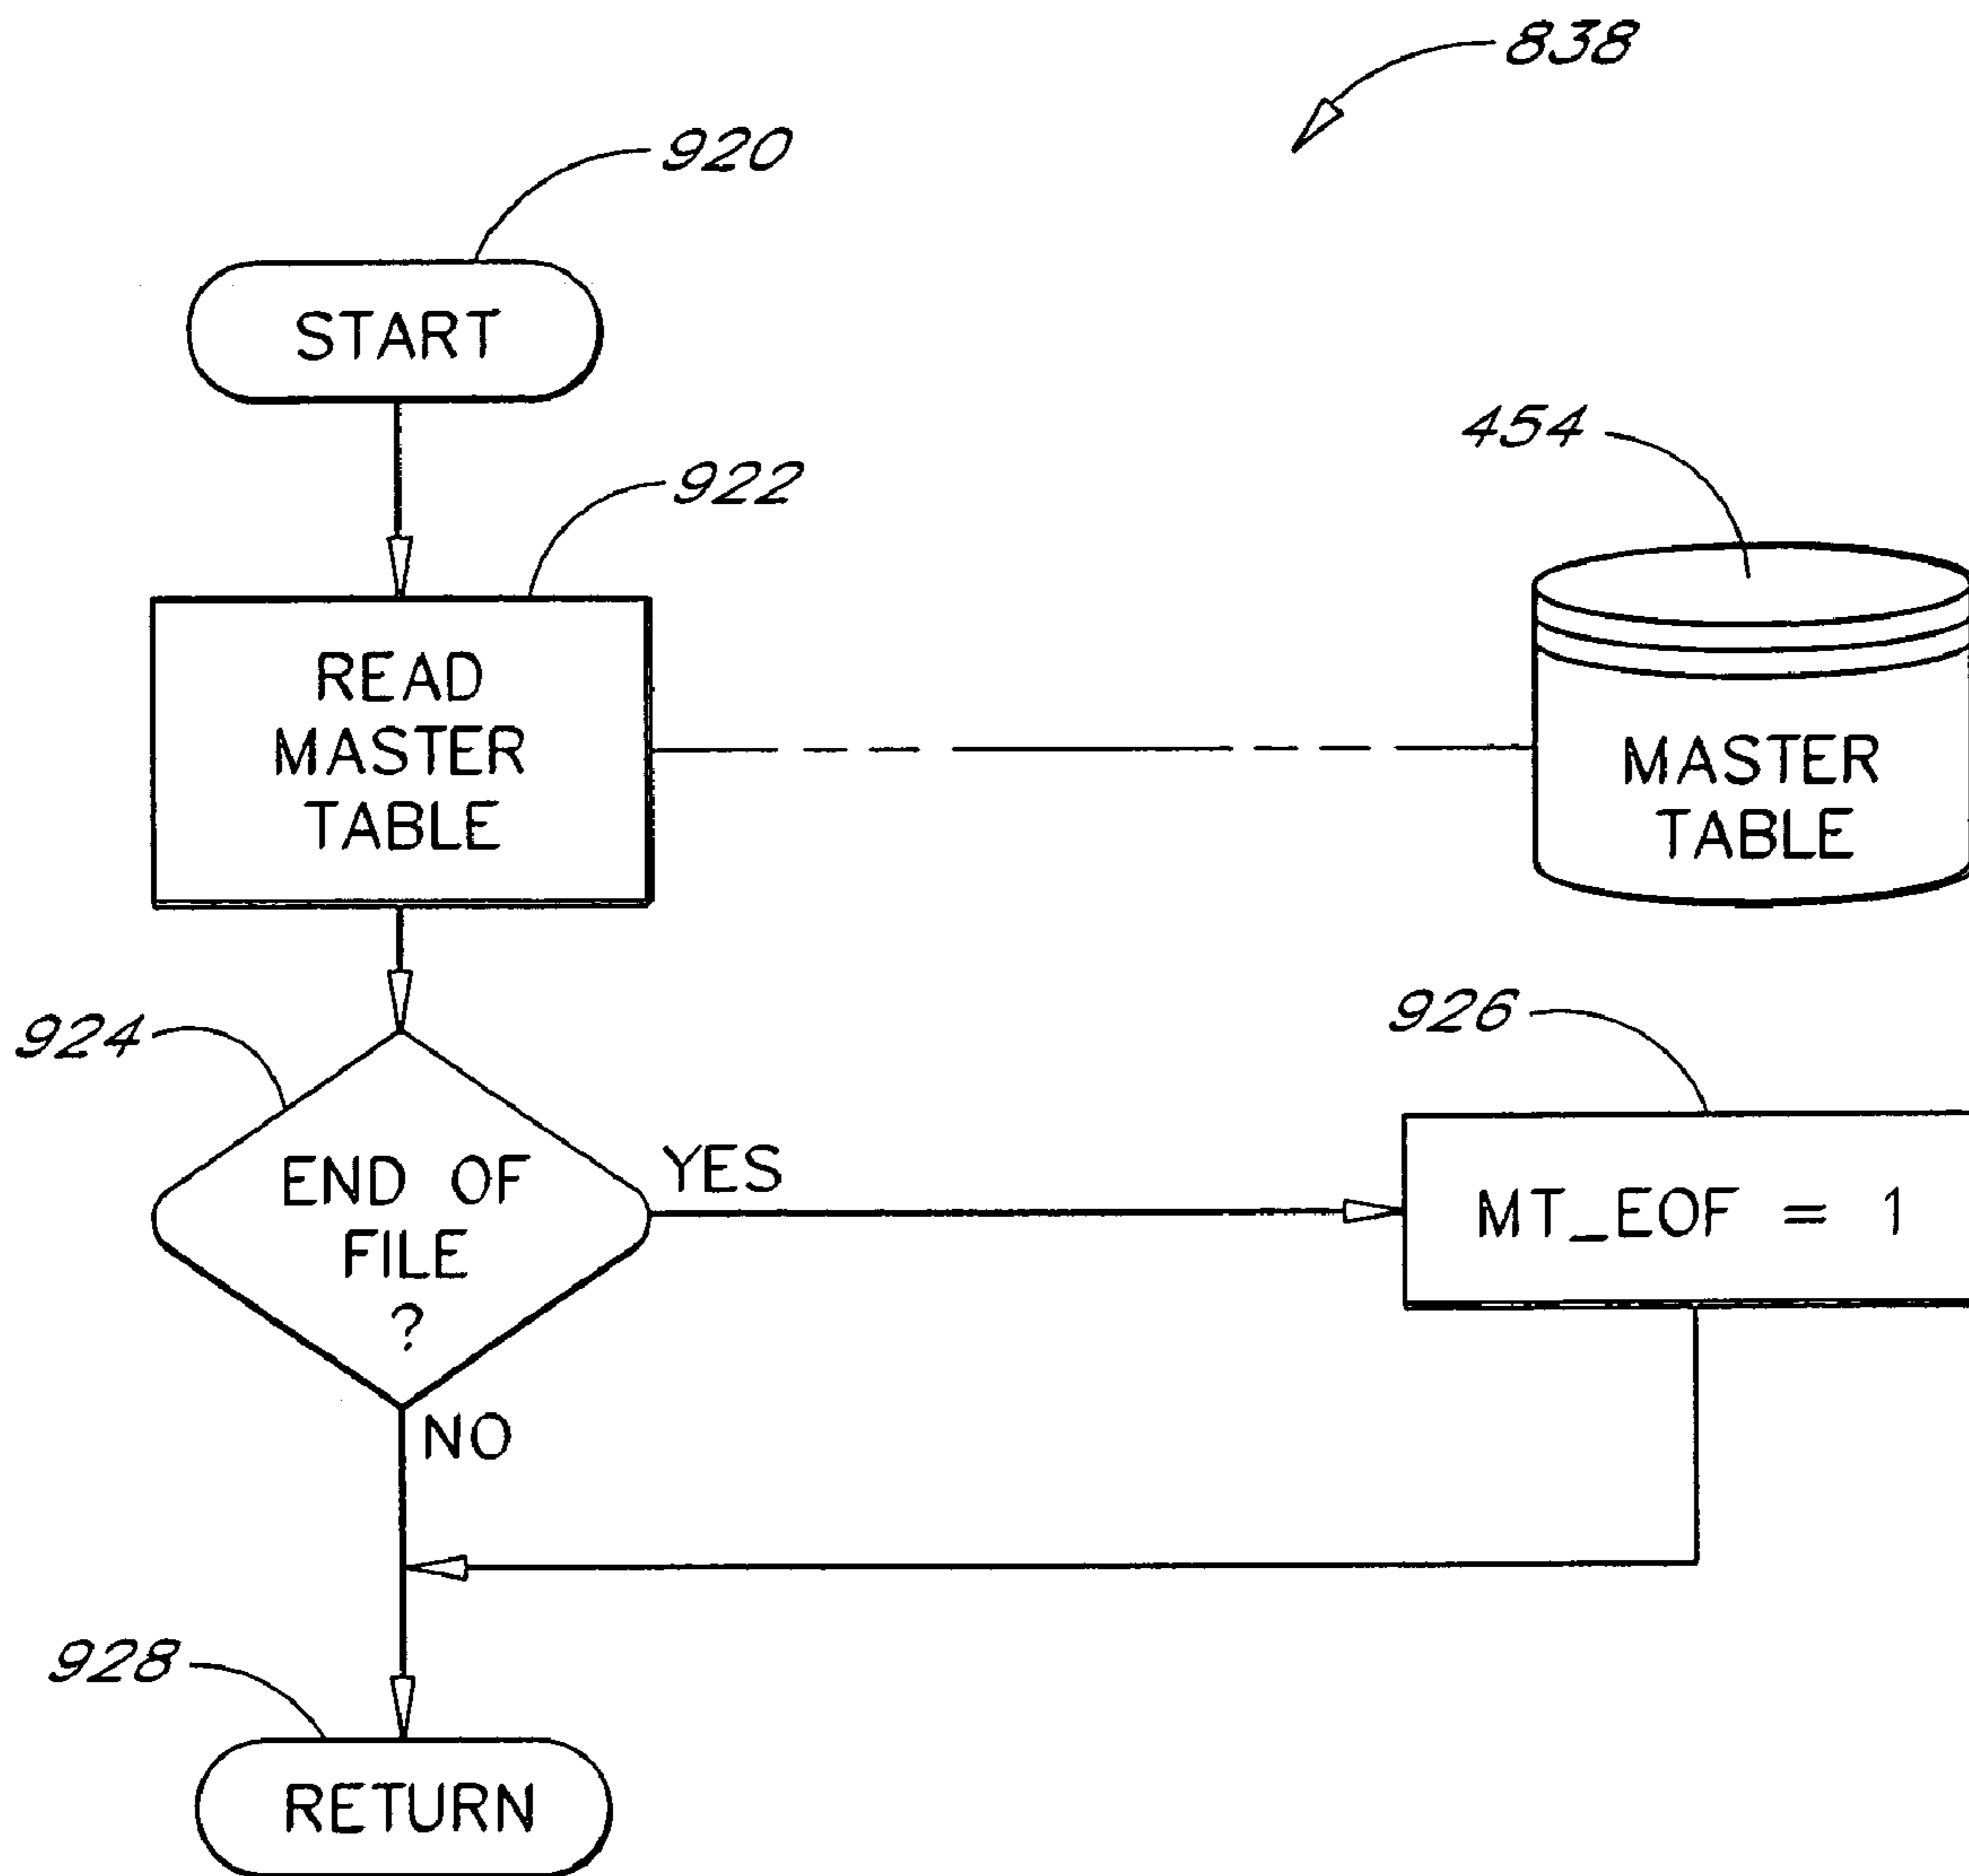 838
920
START
454
922
READ
MASTER
TABLE
MASTER
TABLE
924
926
END OF
FILE
?
YES
MT_EOF = 1
NO
928
RETURN